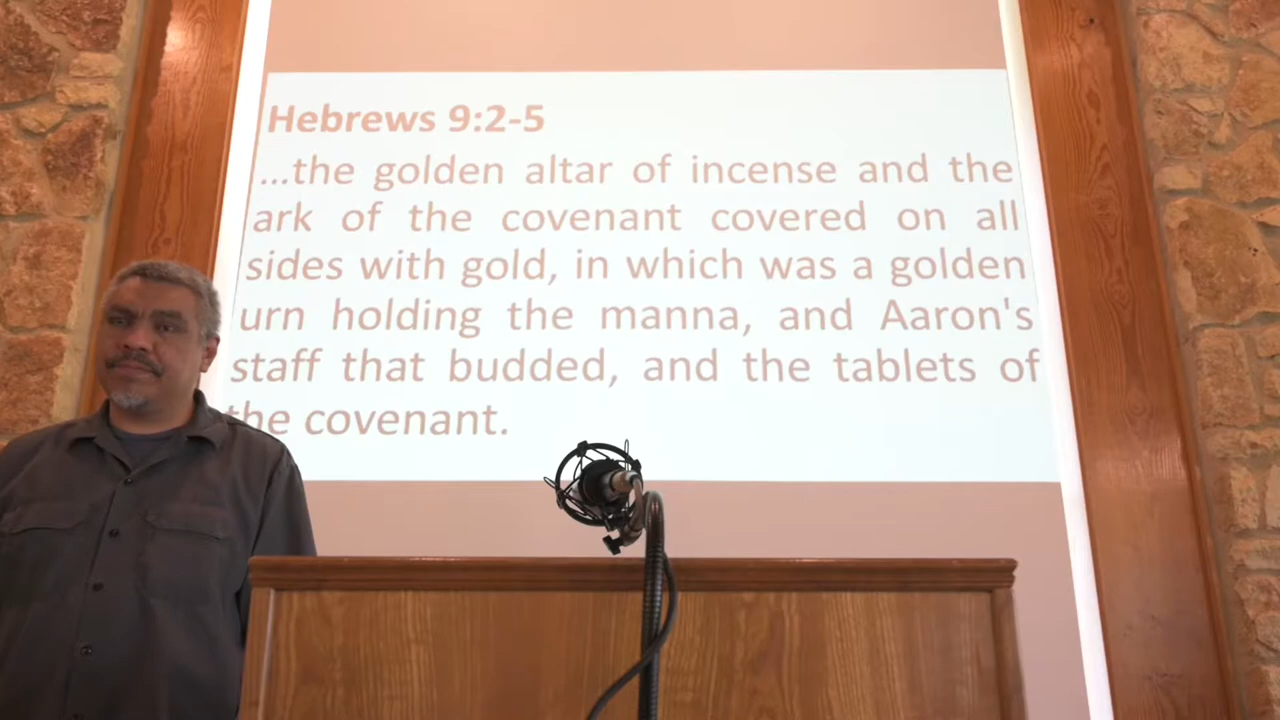 Hebrews 9:2-5
...the golden altar of incense and the
ark of the covenant covered on all
sides with gold, in which was a golden
urn holding the manna, and Aaron's
staff that budded, and the tablets of
the covenant.